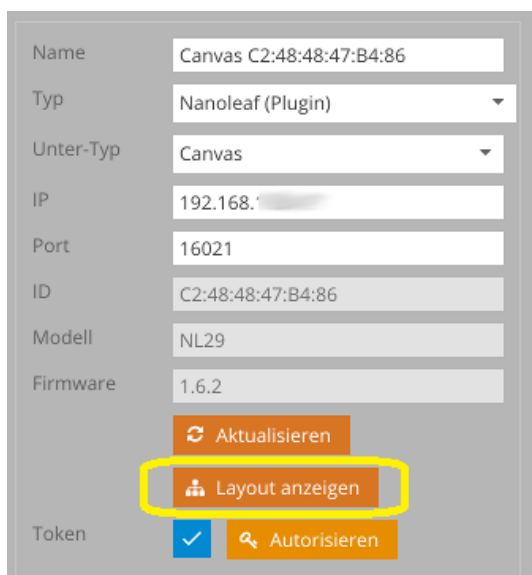 Name Canvas C2:48:48:47:B4:86
Typ Nanoleaf (Plugin)
Unter-Typ Canvas
IP 192.168.
Port 16021
ID C2:48:48:47:B4:86
Modell NL29
Firmware 1.6.2
Aktualisieren
Layout anzeigen
Token Autorisieren